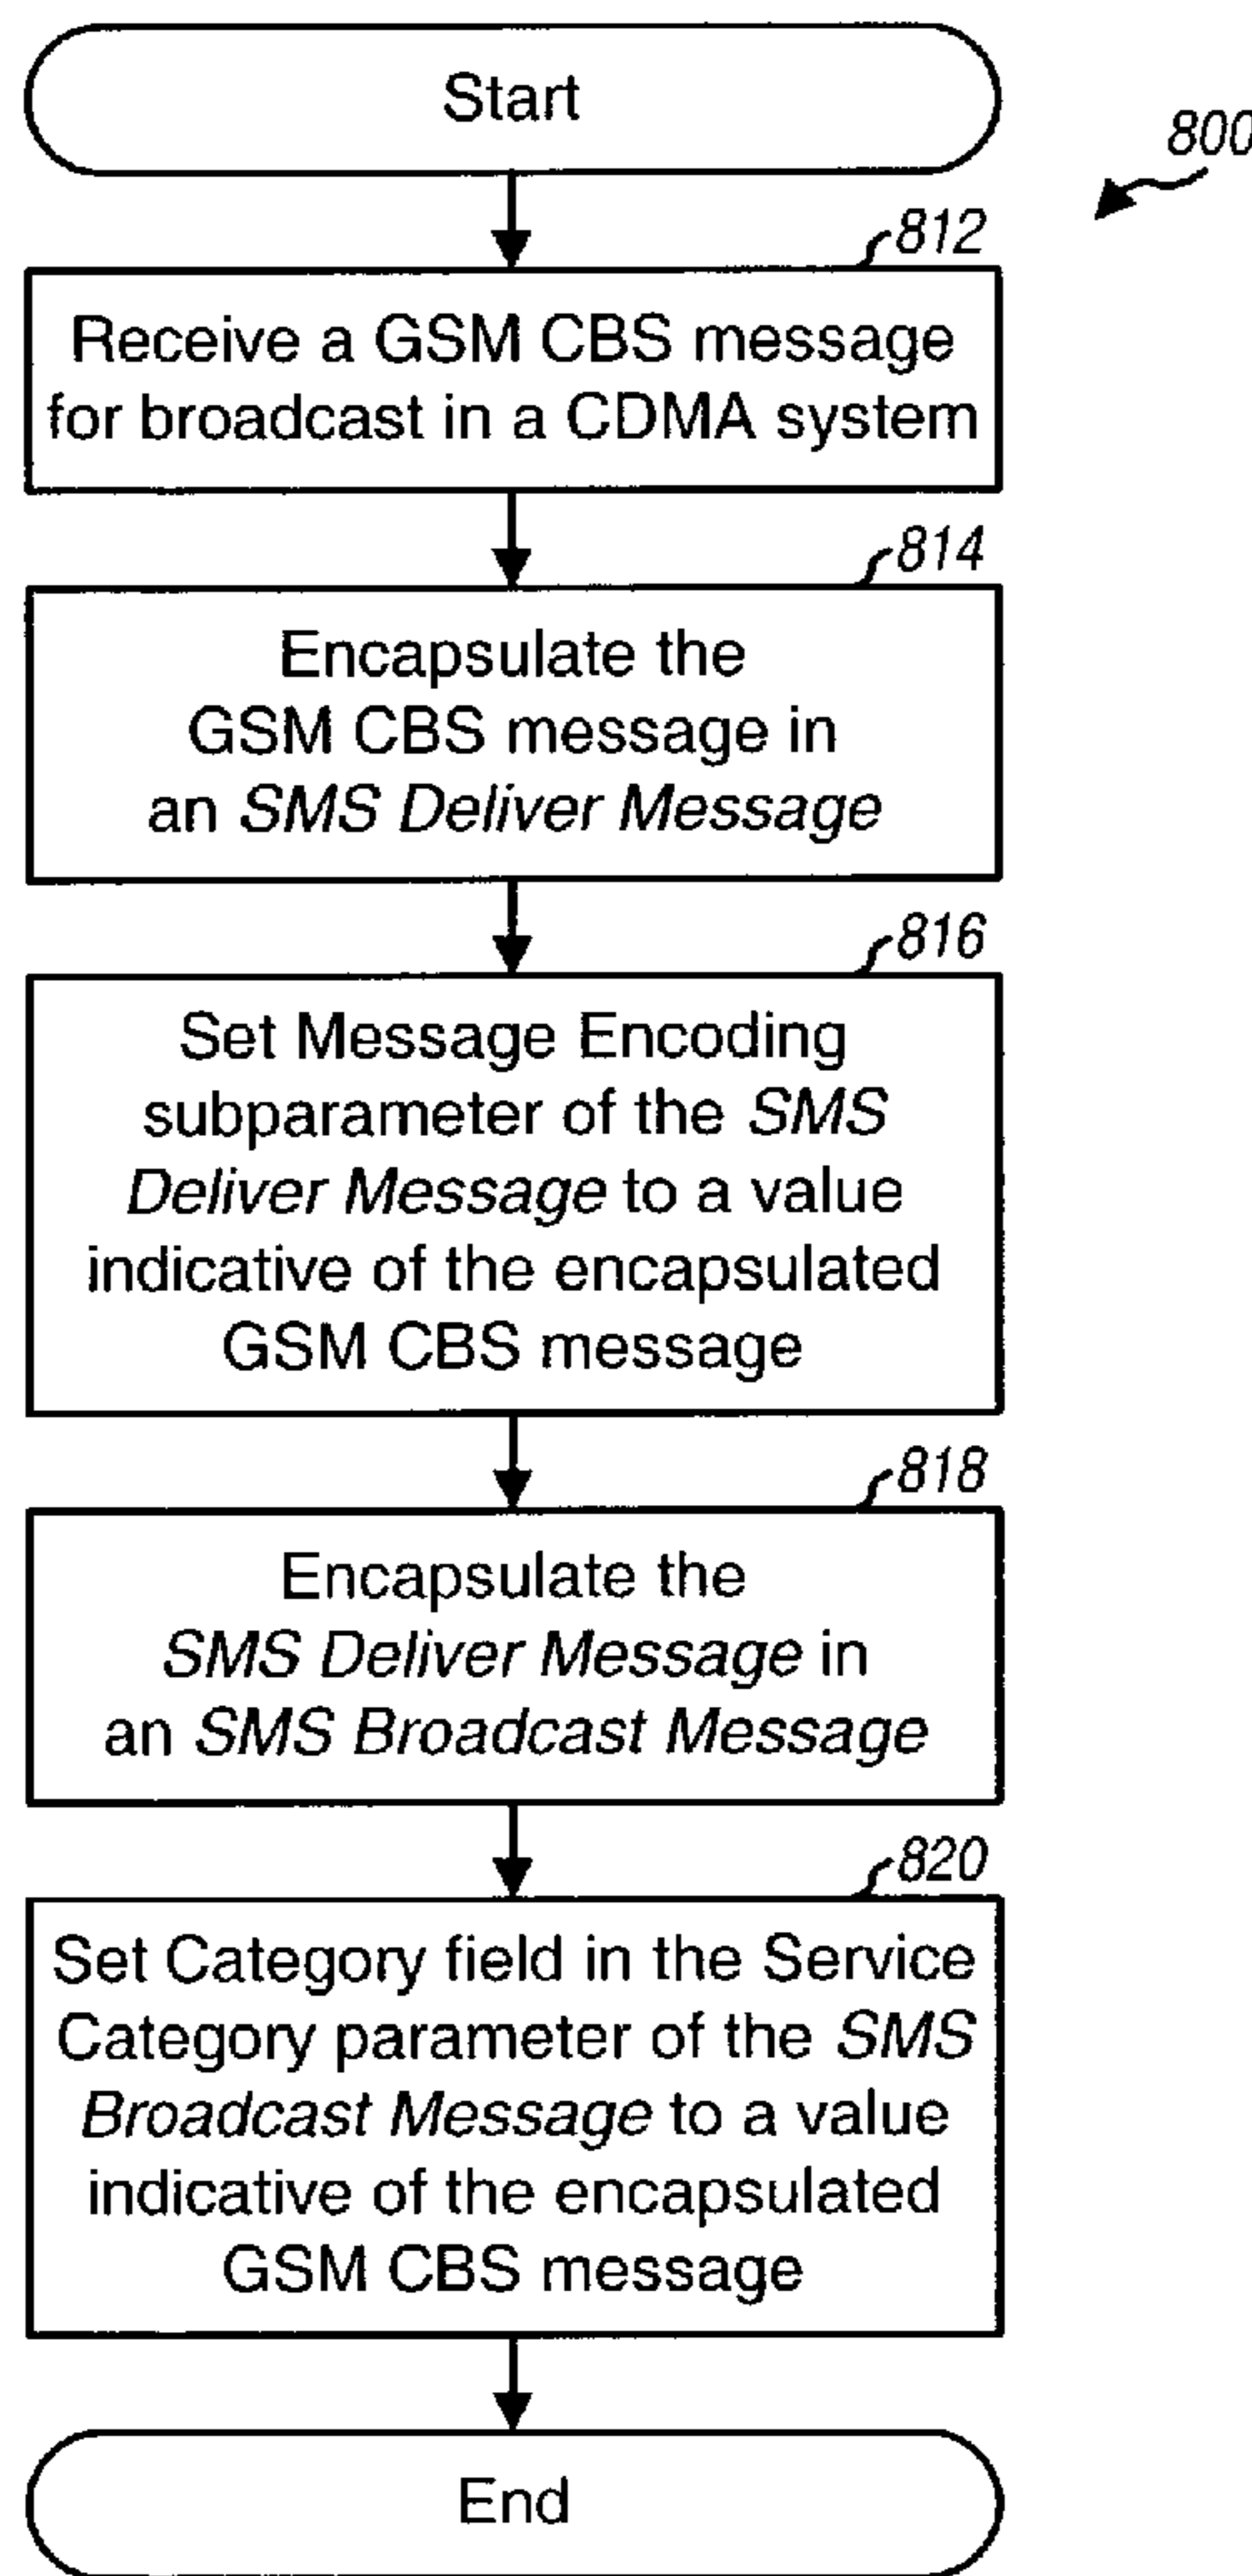 Start
800
812
Receive a GSM CBS message
for broadcast in a CDMA system
814
Encapsulate the
GSM CBS message in
an SMS Deliver Message
816
Set Message Encoding
subparameter of the SMS
Deliver Message to a value
indicative of the encapsulated
GSM CBS message
818
Encapsulate the
SMS Deliver Message in
an SMS Broadcast Message
820
Set Category field in the Service
Category parameter of the SMS
Broadcast Message to a value
indicative of the encapsulated
GSM CBS message
End